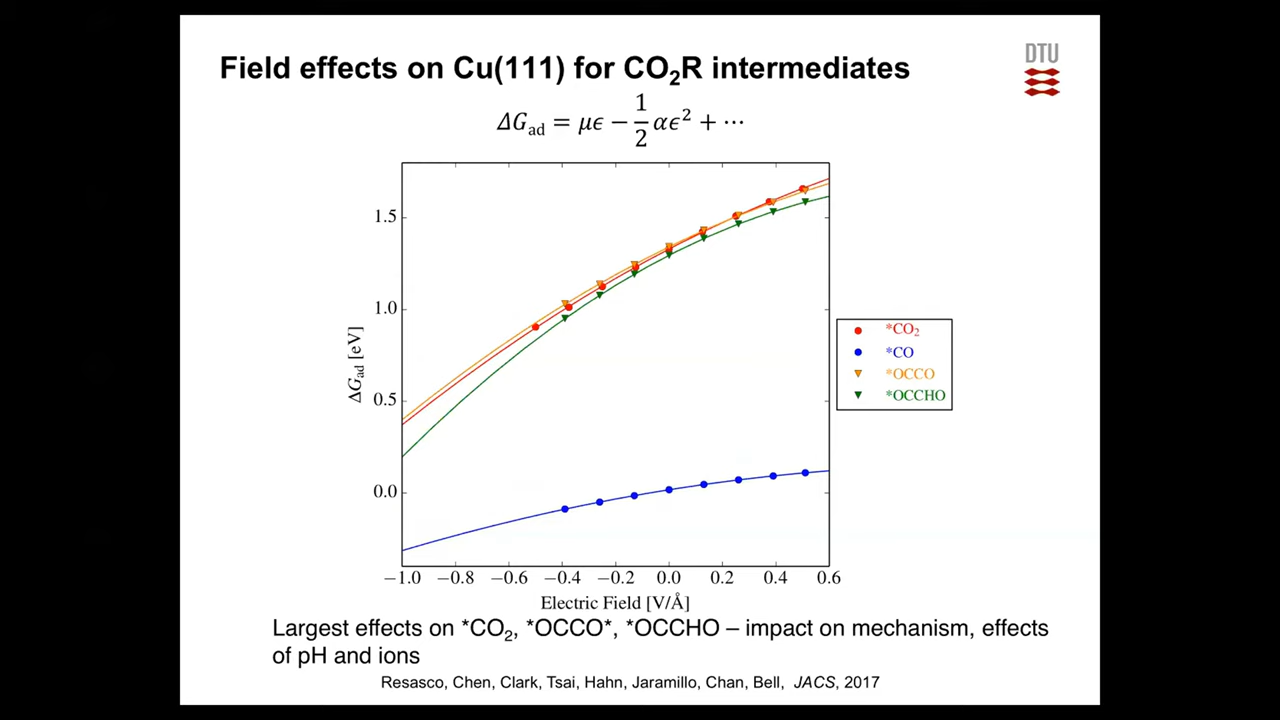 Field effects on Cu(111) for CO₂R intermediates
DTU
ΔG_ad = με − 1/2 αε² + ⋯
1.5
1.0
0.5
0.0
ΔG_ad [eV]
−1.0 −0.8 −0.6 −0.4 −0.2 0.0 0.2 0.4 0.6
Electric Field [V/Å]
*CO₂
*CO
*OCCO
*OCCHO
Largest effects on *CO₂, *OCCO*, *OCCHO – impact on mechanism, effects
of pH and ions
Resasco, Chen, Clark, Tsai, Hahn, Jaramillo, Chan, Bell, JACS, 2017